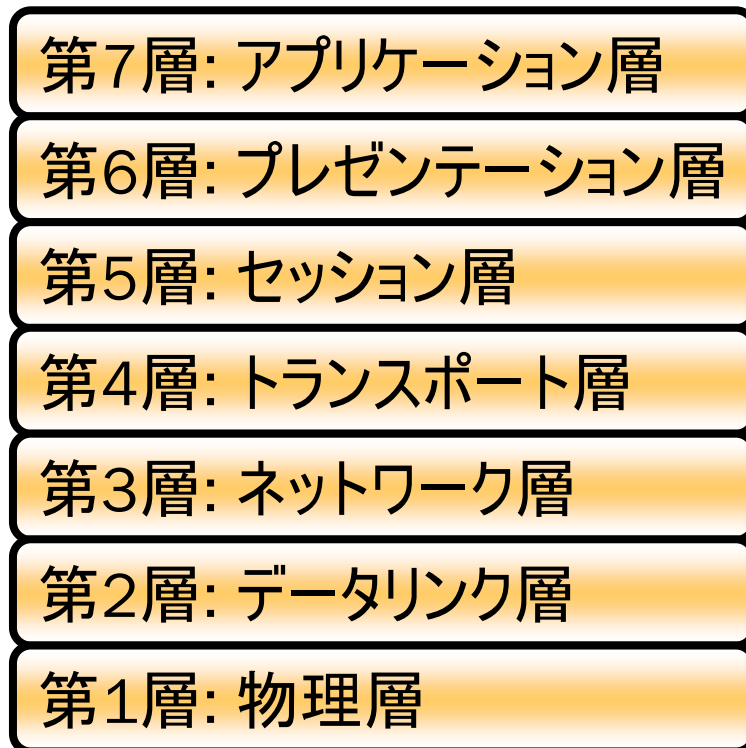 第7層: アプリケーション層
第6層: プレゼンテーション層
第5層: セッション層
第4層: トランスポート層
第3層: ネットワーク層
第2層: データリンク層
第1層: 物理層